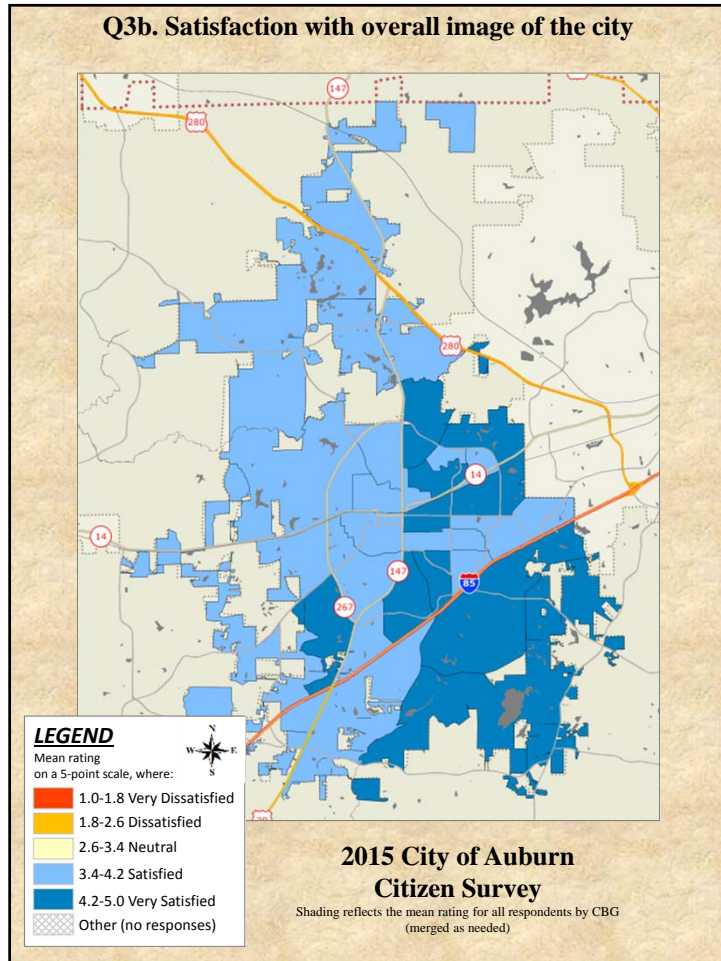 Q3b. Satisfaction with overall image of the city
147
280
280
14
14
147
85
267
LEGEND
N
W E
S
Mean rating
on a 5-point scale, where:
1.0-1.8 Very Dissatisfied
1.8-2.6 Dissatisfied
2.6-3.4 Neutral
3.4-4.2 Satisfied
4.2-5.0 Very Satisfied
Other (no responses)
2015 City of Auburn
Citizen Survey
Shading reflects the mean rating for all respondents by CBG
(merged as needed)